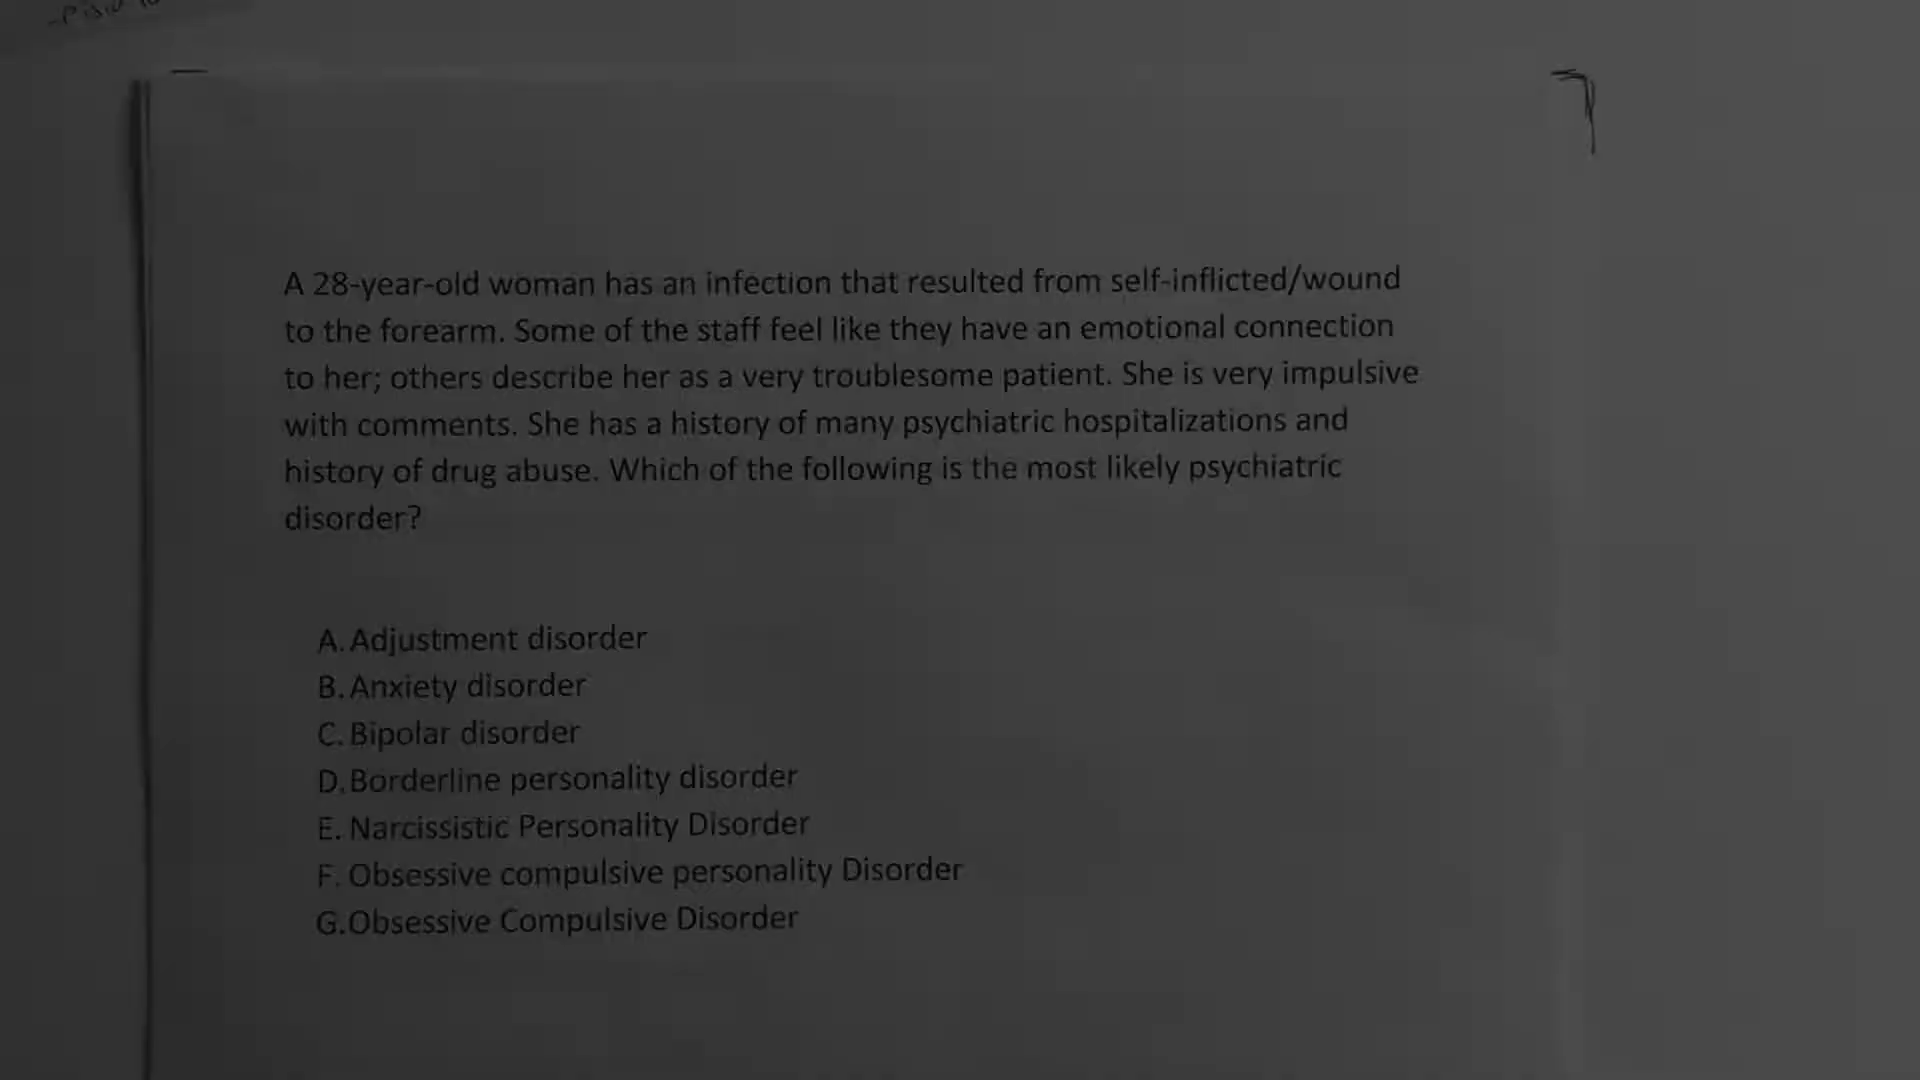 A 28-year-old woman has an infection that resulted from self-inflicted/wound
to the forearm. Some of the staff feel like they have an emotional connection
to her; others describe her as a very troublesome patient. She is very impulsive
with comments. She has a history of many psychiatric hospitalizations and
history of drug abuse. Which of the following is the most likely psychiatric
disorder?
A. Adjustment disorder
B. Anxiety disorder
C. Bipolar disorder
D. Borderline personality disorder
E. Narcissistic Personality Disorder
F. Obsessive compulsive personality Disorder
G. Obsessive Compulsive Disorder